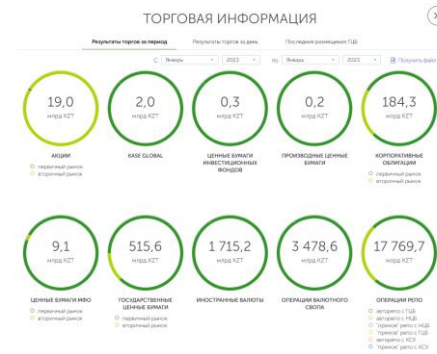 ТОРГОВАЯ ИНФОРМАЦИЯ
Результаты торгов за период
Результаты торгов за день
Последние размещения ГЦБ
С Январь 2023 по Январь 2023 Получить файл
19,0
млрд KZT
2,0
млрд KZT
0,3
млрд KZT
0,2
млрд KZT
184,3
млрд KZT
АКЦИИ
первичный рынок
вторичный рынок
KASE GLOBAL
ЦЕННЫЕ БУМАГИ
ИНВЕСТИЦИОННЫХ
ФОНДОВ
ПРОИЗВОДНЫЕ ЦЕННЫЕ
БУМАГИ
КОРПОРАТИВНЫЕ
ОБЛИГАЦИИ
первичный рынок
вторичный рынок
9,1
млрд KZT
515,6
млрд KZT
1 715,2
млрд KZT
3 478,6
млрд KZT
17 769,7
млрд KZT
ЦЕННЫЕ БУМАГИ МФО
первичный рынок
вторичный рынок
ГОСУДАРСТВЕННЫЕ
ЦЕННЫЕ БУМАГИ
первичный рынок
вторичный рынок
ИНОСТРАННЫЕ ВАЛЮТЫ
ОПЕРАЦИИ ВАЛЮТНОГО
СВОПА
ОПЕРАЦИИ РЕПО
авторепо с ГЦБ
авторепо с НЦБ
"прямое" репо с НЦБ
"прямое" репо с ГЦБ
авторепо с КСУ
"прямое" репо с КСУ